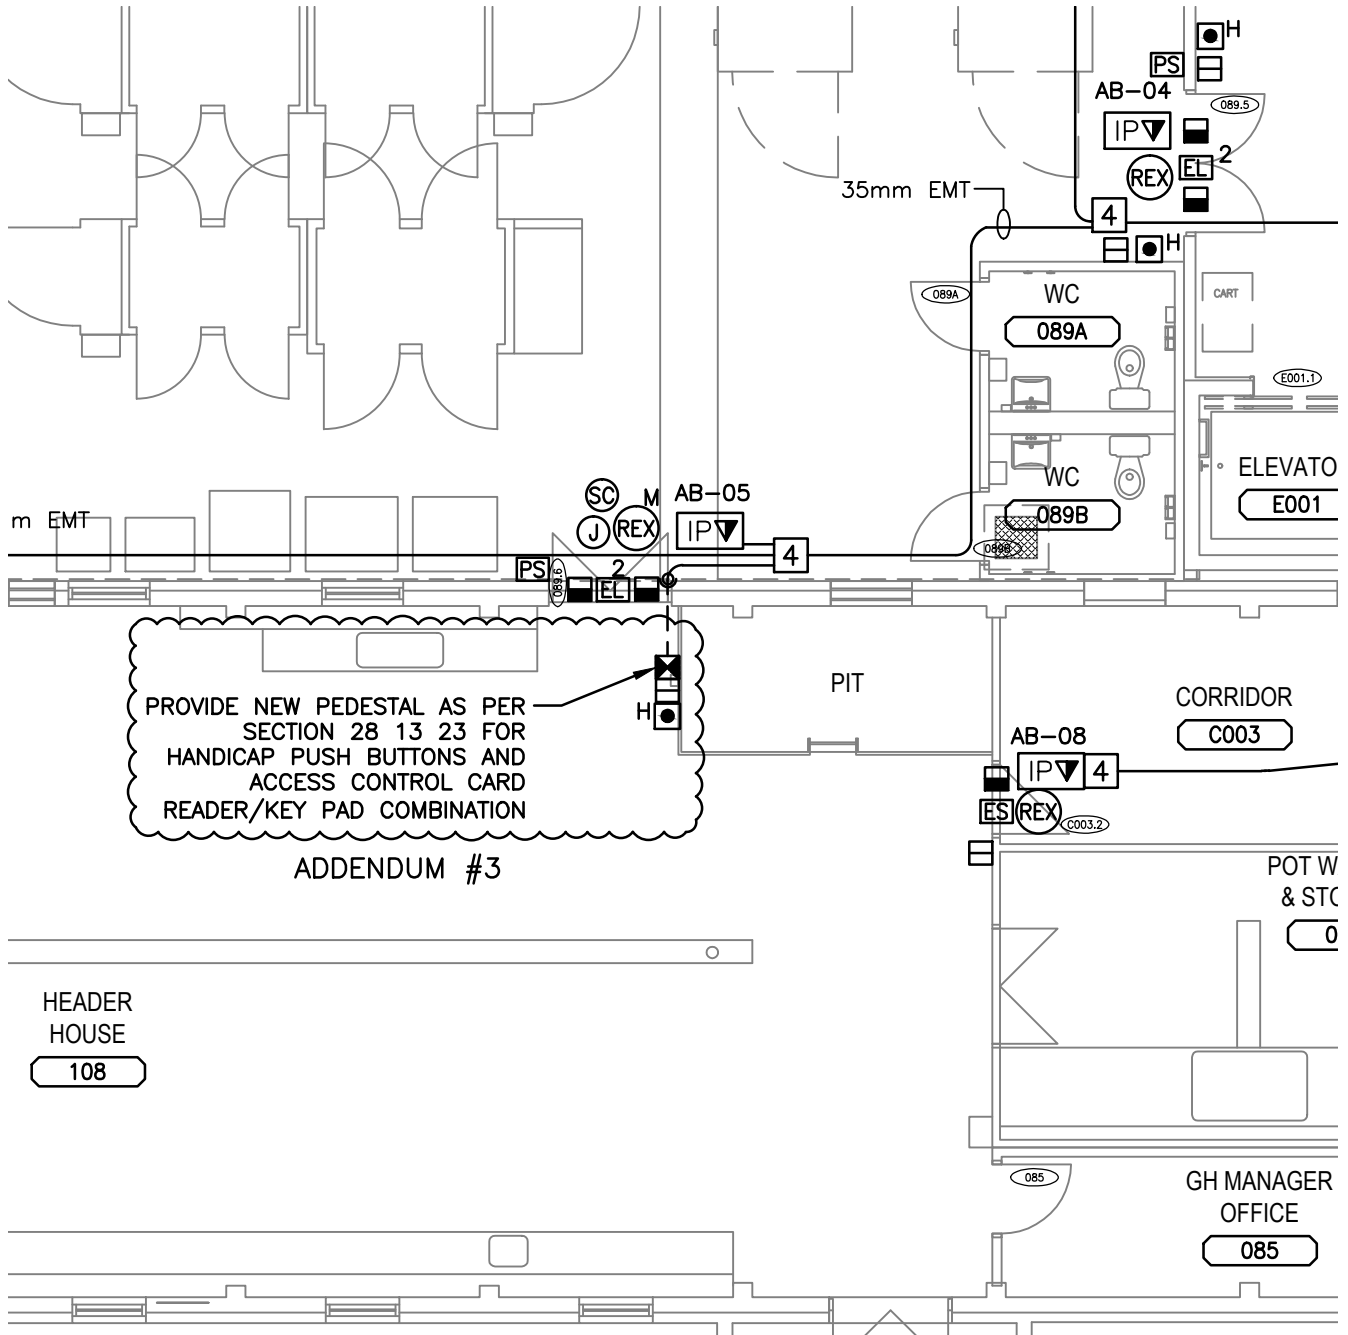 H
PS
AB-04
089.5
IP
2
EL
REX
35mm EMT
4
H
089A
WC
089A
CART
E001.1
WC
ELEVATO
089B
E001
SC
M
AB-05
m EMT
J
REX
IP
4
089B
PS
089.6
2
EL
PIT
PROVIDE NEW PEDESTAL AS PER
SECTION 28 13 23 FOR
HANDICAP PUSH BUTTONS AND
ACCESS CONTROL CARD
READER/KEY PAD COMBINATION
H
ADDENDUM #3
CORRIDOR
C003
AB-08
IP
4
ES
REX
C003.2
POT W
& STO
0
HEADER
HOUSE
108
085
GH MANAGER
OFFICE
085